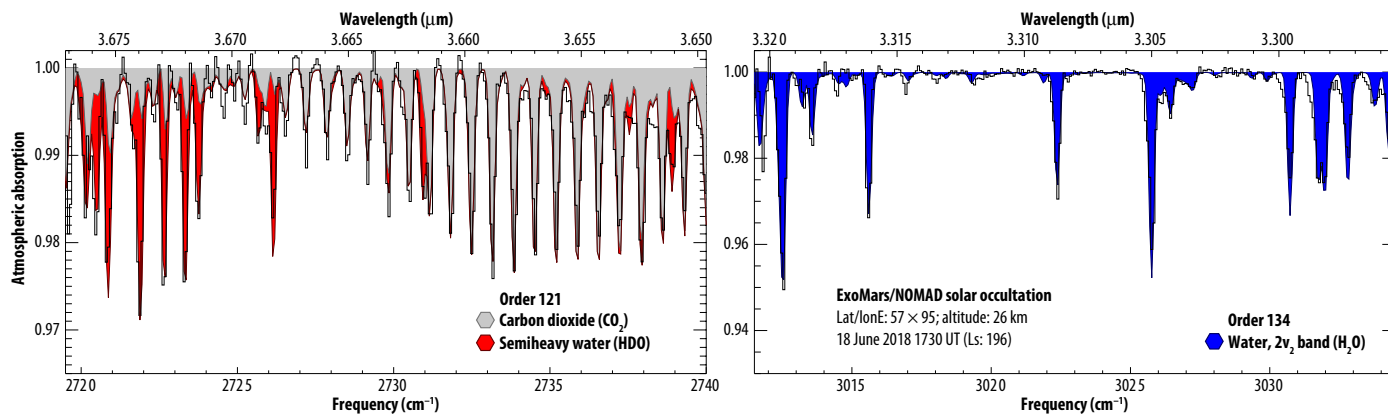 Wavelength (μm)
3.675 3.670 3.665 3.660 3.655 3.650
Atmospheric absorption
1.00
0.99
0.98
0.97
Order 121
Carbon dioxide (CO₂)
Semiheavy water (HDO)
2720 2725 2730 2735 2740
Frequency (cm⁻¹)
Wavelength (μm)
3.320 3.315 3.309 3.305 3.300
1.00
0.98
0.96
0.94
ExoMars/NOMAD solar occultation
Lat/lonE: 57 × 95; altitude: 26 km
18 June 2018 1730 UT (Ls: 196)
Order 134
Water, 2ν₂ band (H₂O)
3015 3020 3025 3030
Frequency (cm⁻¹)